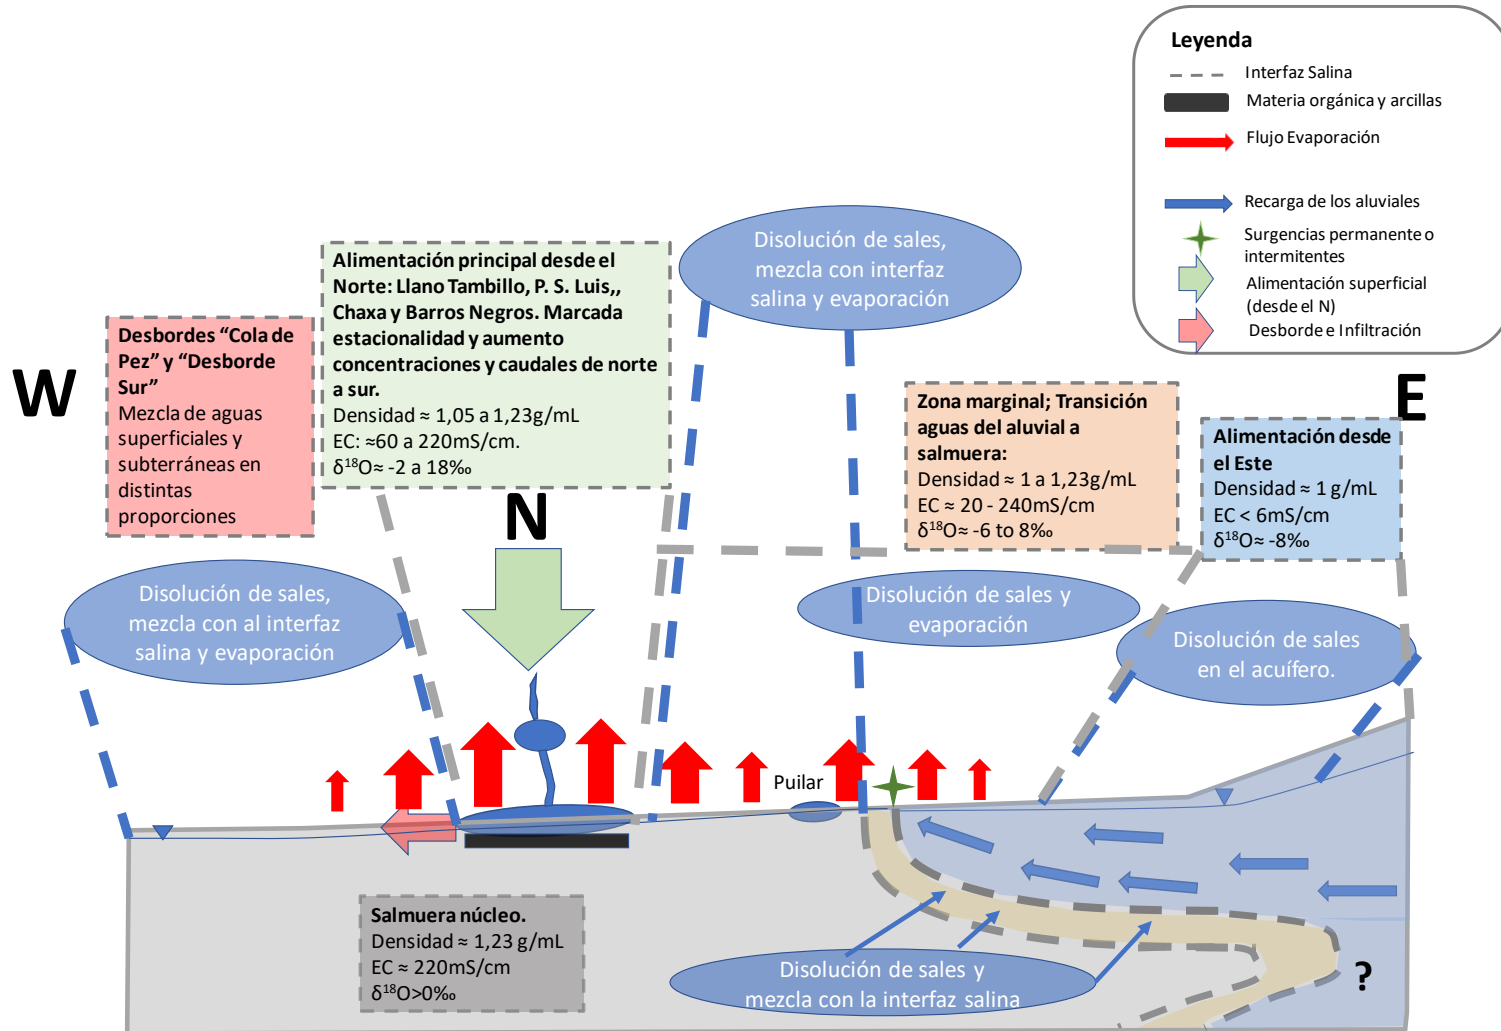 Leyenda
Interfaz Salina
Materia orgánica y arcillas
Flujo Evaporación
Recarga de los aluviales
Surgencias permanente o
intermitentes
Alimentación superficial
(desde el N)
Desborde e Infiltración
W
E
N
Desbordes “Cola de
Pez” y “Desborde
Sur”
Mezcla de aguas
superficiales y
subterráneas en
distintas
proporciones
Alimentación principal desde el
Norte: Llano Tambillo, P. S. Luis,,
Chaxa y Barros Negros. Marcada
estacionalidad y aumento
concentraciones y caudales de norte
a sur.
Densidad ≈ 1,05 a 1,23g/mL
EC: ≈60 a 220mS/cm.
δ¹⁸O≈ -2 a 18‰
Disolución de sales,
mezcla con interfaz
salina y evaporación
Zona marginal; Transición
aguas del aluvial a
salmuera:
Densidad ≈ 1 a 1,23g/mL
EC ≈ 20 - 240mS/cm
δ¹⁸O≈ -6 to 8‰
Alimentación desde
el Este
Densidad ≈ 1 g/mL
EC < 6mS/cm
δ¹⁸O≈ -8‰
Disolución de sales,
mezcla con al interfaz
salina y evaporación
Disolución de sales y
evaporación
Disolución de sales
en el acuífero.
Puilar
Salmuera núcleo.
Densidad ≈ 1,23 g/mL
EC ≈ 220mS/cm
δ¹⁸O>0‰
Disolución de sales y
mezcla con la interfaz salina
?